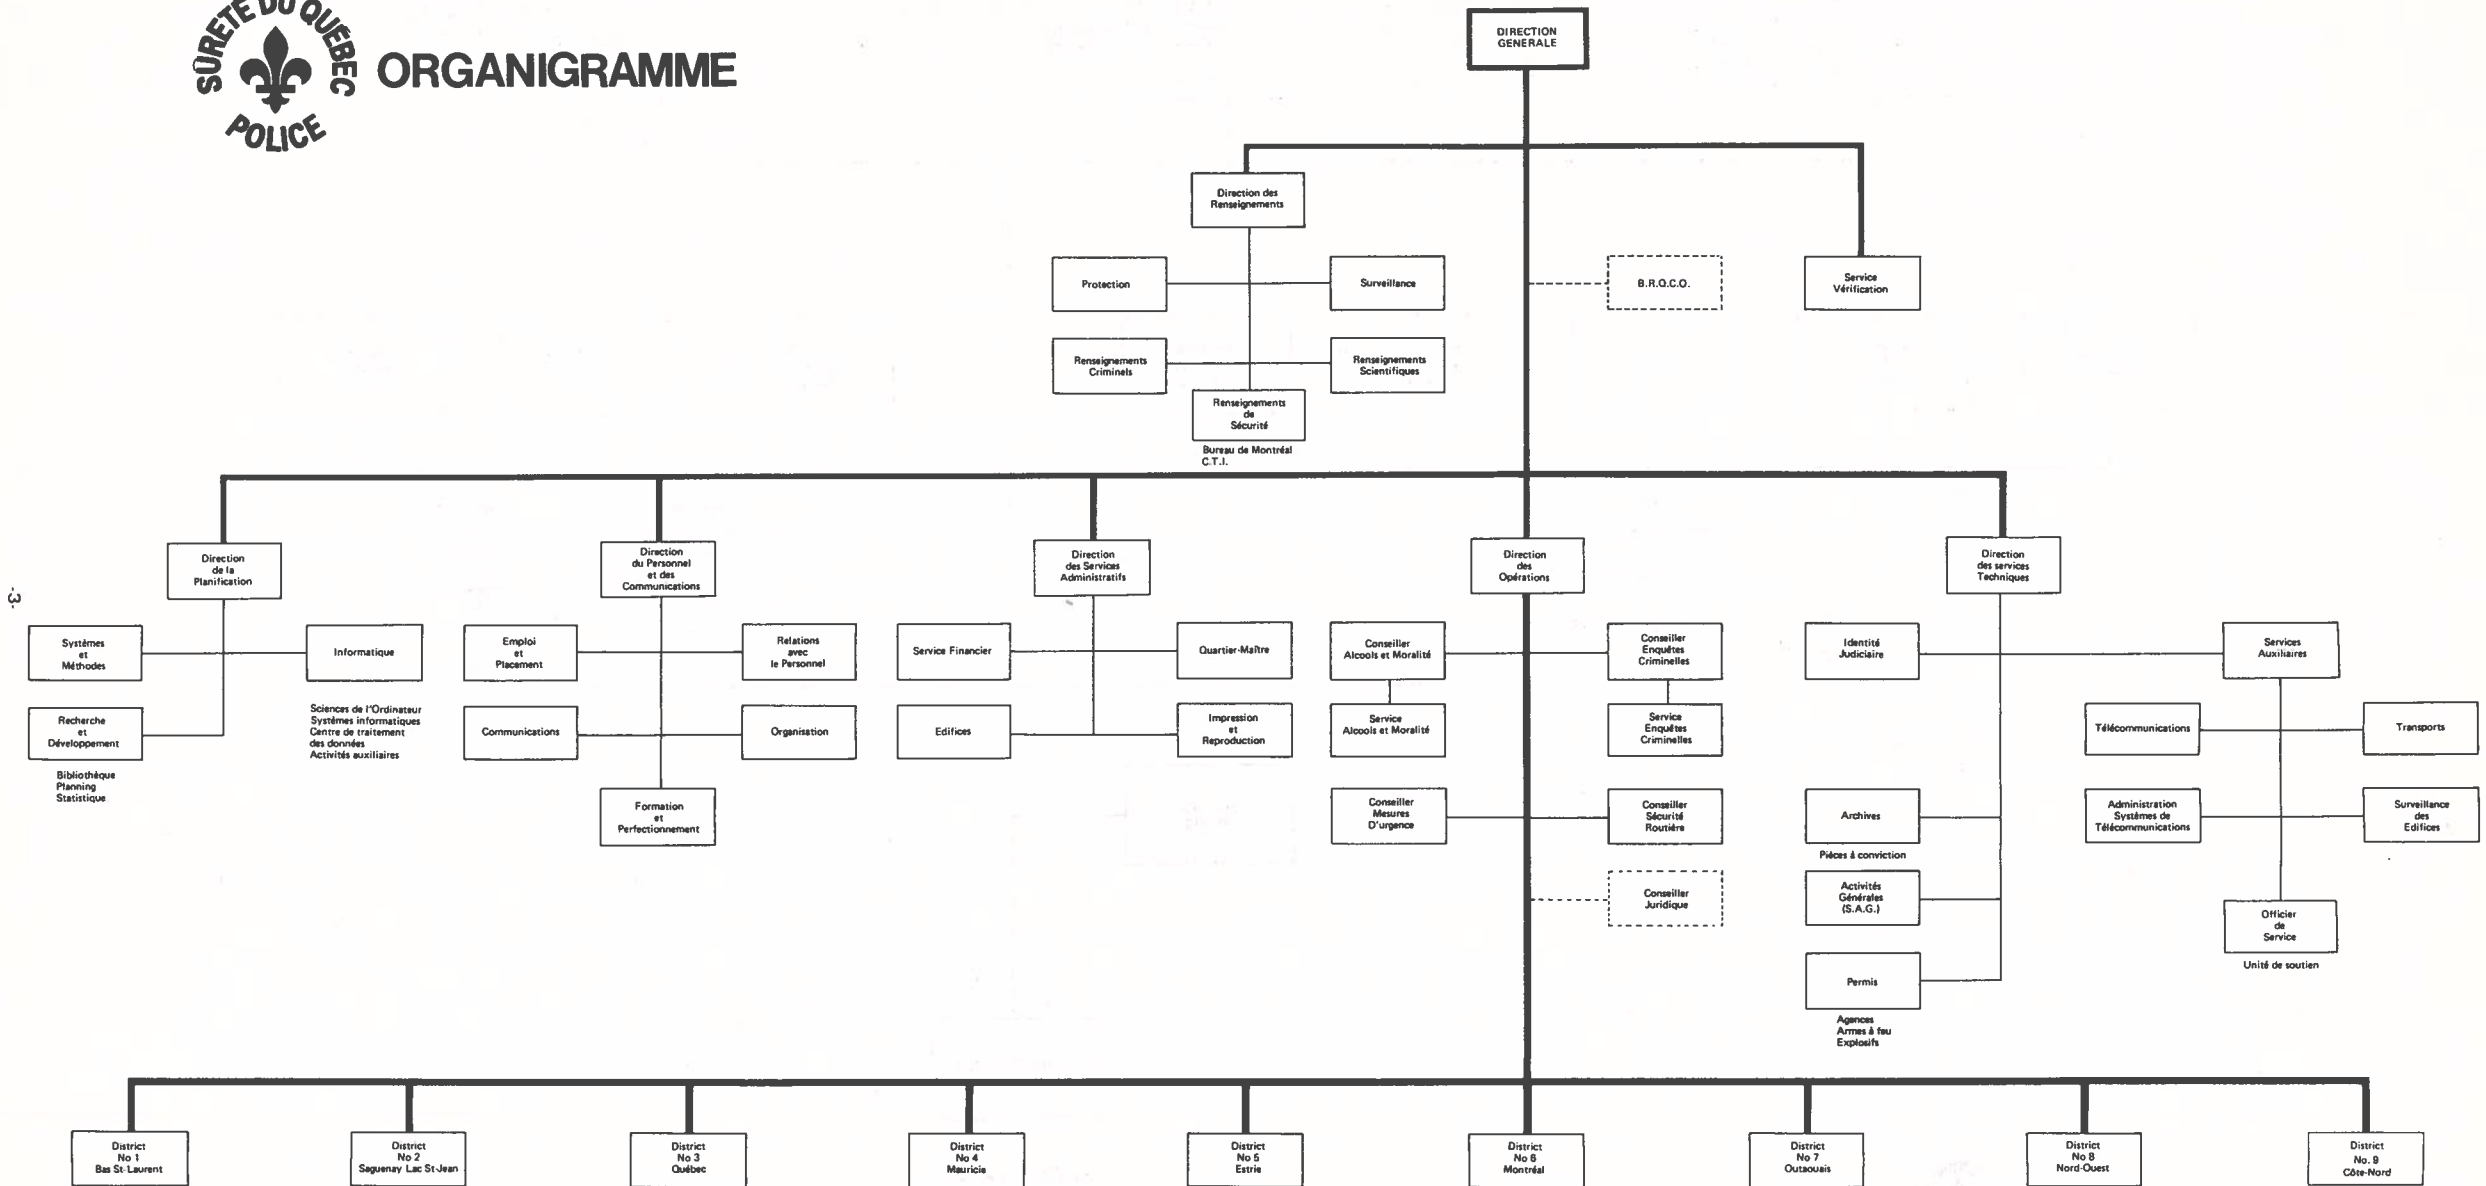 SÛRETÉ DU QUÉBEC
POLICE
ORGANIGRAMME
DIRECTION
GENERALE
Direction des
Renseignements
Protection
Surveillance
B.R.Q.C.O.
Service
Vérification
Renseignements
Criminels
Renseignements
Scientifiques
Renseignements
de
Sécurité
Bureau de Montréal
C.T.I.
Direction
de la
Planification
Direction
du Personnel
et des
Communications
Direction
des Services
Administratifs
Direction
des
Opérations
Direction
des services
Techniques
-3-
Systèmes
et
Méthodes
Informatique
Emploi
et
Placement
Relations
avec
le Personnel
Service Financier
Quartier-Maître
Conseiller
Alcools et Moralité
Conseiller
Enquêtes
Criminelles
Identité
Judiciaire
Services
Auxiliaires
Recherche
et
Développement
Sciences de l'Ordinateur
Systèmes informatiques
Centre de traitement
des données
Activités auxiliaires
Communications
Organisation
Edifices
Impression
et
Reproduction
Service
Alcools et Moralité
Service
Enquêtes
Criminelles
Télécommunications
Transports
Bibliothèque
Planning
Statistique
Formation
et
Perfectionnement
Conseiller
Mesures
D'urgence
Conseiller
Sécurité
Routière
Archives
Pièces à conviction
Administration
Systèmes de
Télécommunications
Surveillance
des
Edifices
Conseiller
Juridique
Activités
Générales
(S.A.G.)
Officier
de
Service
Unité de soutien
Permis
Agences
Armes à feu
Explosifs
District
No 1
Bas St-Laurent
District
No 2
Saguenay Lac St-Jean
District
No 3
Québec
District
No 4
Mauricie
District
No 5
Estrie
District
No 6
Montréal
District
No 7
Outaouais
District
No 8
Nord-Ouest
District
No. 9
Côte-Nord